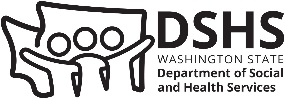 DSHS
WASHINGTON STATE
Department of Social
and Health Services